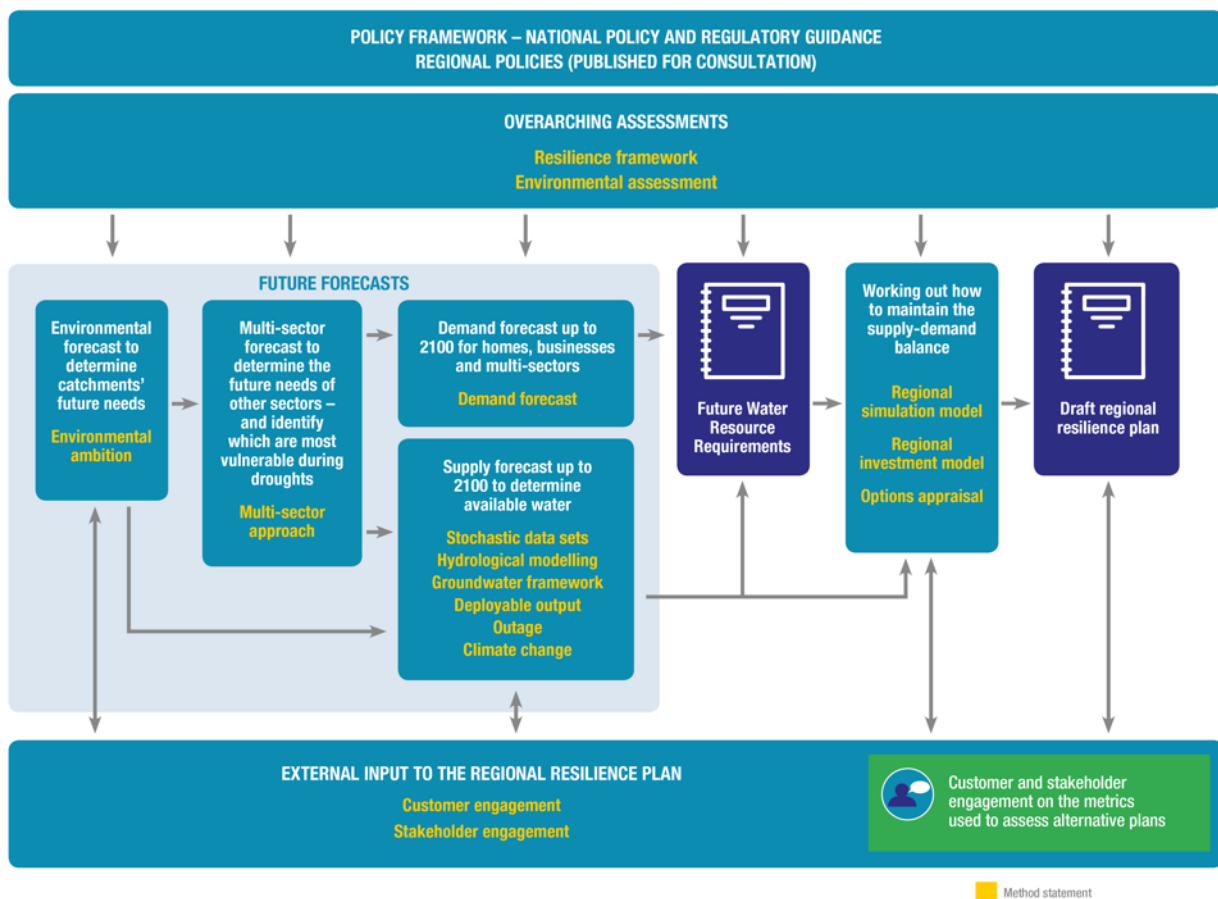 POLICY FRAMEWORK – NATIONAL POLICY AND REGULATORY GUIDANCE
REGIONAL POLICIES (PUBLISHED FOR CONSULTATION)
OVERARCHING ASSESSMENTS
Resilience framework
Environmental assessment
FUTURE FORECASTS
Environmental
forecast to
determine
catchments’
future needs
Environmental
ambition
Multi-sector
forecast to
determine the
future needs of
other sectors –
and identify
which are most
vulnerable during
droughts
Multi-sector
approach
Demand forecast up to
2100 for homes, businesses
and multi-sectors
Demand forecast
Supply forecast up to
2100 to determine
available water
Stochastic data sets
Hydrological modelling
Groundwater framework
Deployable output
Outage
Climate change
Future Water
Resource
Requirements
Working out how
to maintain the
supply-demand
balance
Regional
simulation model
Regional
investment model
Options appraisal
Draft regional
resilience plan
EXTERNAL INPUT TO THE REGIONAL RESILIENCE PLAN
Customer engagement
Stakeholder engagement
Customer and stakeholder
engagement on the metrics
used to assess alternative plans
Method statement